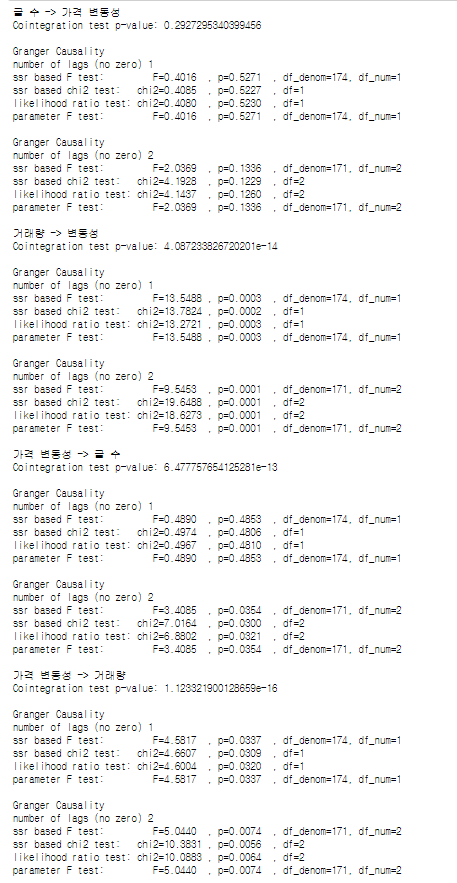 글 수 -> 가격 변동성
Cointegration test p-value: 0.2927295340399456
Granger Causality
number of lags (no zero) 1
ssr based F test: F=0.4016 , p=0.5271 , df_denom=174, df_num=1
ssr based chi2 test: chi2=0.4085 , p=0.5227 , df=1
likelihood ratio test: chi2=0.4080 , p=0.5230 , df=1
parameter F test: F=0.4016 , p=0.5271 , df_denom=174, df_num=1
Granger Causality
number of lags (no zero) 2
ssr based F test: F=2.0369 , p=0.1336 , df_denom=171, df_num=2
ssr based chi2 test: chi2=4.1928 , p=0.1229 , df=2
likelihood ratio test: chi2=4.1437 , p=0.1260 , df=2
parameter F test: F=2.0369 , p=0.1336 , df_denom=171, df_num=2
거래량 -> 변동성
Cointegration test p-value: 4.087233826720201e-14
Granger Causality
number of lags (no zero) 1
ssr based F test: F=13.5488 , p=0.0003 , df_denom=174, df_num=1
ssr based chi2 test: chi2=13.7824 , p=0.0002 , df=1
likelihood ratio test: chi2=13.2721 , p=0.0003 , df=1
parameter F test: F=13.5488 , p=0.0003 , df_denom=174, df_num=1
Granger Causality
number of lags (no zero) 2
ssr based F test: F=9.5453 , p=0.0001 , df_denom=171, df_num=2
ssr based chi2 test: chi2=19.6488 , p=0.0001 , df=2
likelihood ratio test: chi2=18.6273 , p=0.0001 , df=2
parameter F test: F=9.5453 , p=0.0001 , df_denom=171, df_num=2
가격 변동성 -> 글 수
Cointegration test p-value: 6.477757654125281e-13
Granger Causality
number of lags (no zero) 1
ssr based F test: F=0.4890 , p=0.4853 , df_denom=174, df_num=1
ssr based chi2 test: chi2=0.4974 , p=0.4806 , df=1
likelihood ratio test: chi2=0.4967 , p=0.4810 , df=1
parameter F test: F=0.4890 , p=0.4853 , df_denom=174, df_num=1
Granger Causality
number of lags (no zero) 2
ssr based F test: F=3.4085 , p=0.0354 , df_denom=171, df_num=2
ssr based chi2 test: chi2=7.0164 , p=0.0300 , df=2
likelihood ratio test: chi2=6.8802 , p=0.0321 , df=2
parameter F test: F=3.4085 , p=0.0354 , df_denom=171, df_num=2
가격 변동성 -> 거래량
Cointegration test p-value: 1.123321900128659e-16
Granger Causality
number of lags (no zero) 1
ssr based F test: F=4.5817 , p=0.0337 , df_denom=174, df_num=1
ssr based chi2 test: chi2=4.6607 , p=0.0309 , df=1
likelihood ratio test: chi2=4.6004 , p=0.0320 , df=1
parameter F test: F=4.5817 , p=0.0337 , df_denom=174, df_num=1
Granger Causality
number of lags (no zero) 2
ssr based F test: F=5.0440 , p=0.0074 , df_denom=171, df_num=2
ssr based chi2 test: chi2=10.3831 , p=0.0056 , df=2
likelihood ratio test: chi2=10.0883 , p=0.0064 , df=2
parameter F test: F=5.0440 , p=0.0074 , df_denom=171, df_num=2